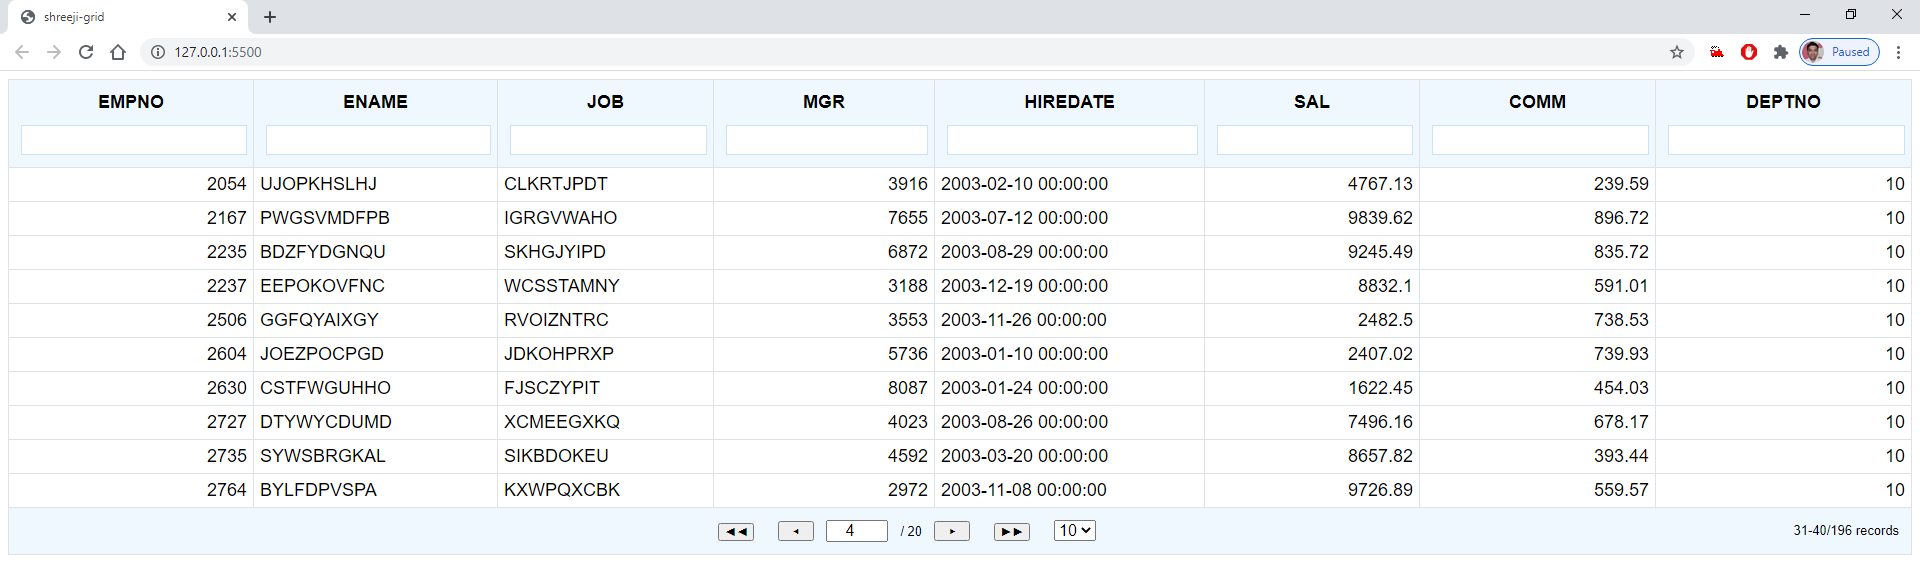 shreeji-grid
127.0.0.1:5500
Paused
EMPNO ENAME JOB MGR HIREDATE SAL COMM DEPTNO
2054 UJOPKHSLHJ CLKRTJPDT 3916 2003-02-10 00:00:00 4767.13 239.59 10
2167 PWGSVMDFPB IGRGVWAHO 7655 2003-07-12 00:00:00 9839.62 896.72 10
2235 BDZFYDGNQU SKHGJYIPD 6872 2003-08-29 00:00:00 9245.49 835.72 10
2237 EEPOKOVFNC WCSSTAMNY 3188 2003-12-19 00:00:00 8832.1 591.01 10
2506 GGFQYAIXGY RVOIZNTRC 3553 2003-11-26 00:00:00 2482.5 738.53 10
2604 JOEZPOCPGD JDKOHPRXP 5736 2003-01-10 00:00:00 2407.02 739.93 10
2630 CSTFWGUHHO FJSCZYPIT 8087 2003-01-24 00:00:00 1622.45 454.03 10
2727 DTYWYCDUMD XCMEEGXKQ 4023 2003-08-26 00:00:00 7496.16 678.17 10
2735 SYWSBRGKAL SIKBDOKEU 4592 2003-03-20 00:00:00 8657.82 393.44 10
2764 BYLFDPVSPA KXWPQXCBK 2972 2003-11-08 00:00:00 9726.89 559.57 10
4 / 20 10 31-40/196 records